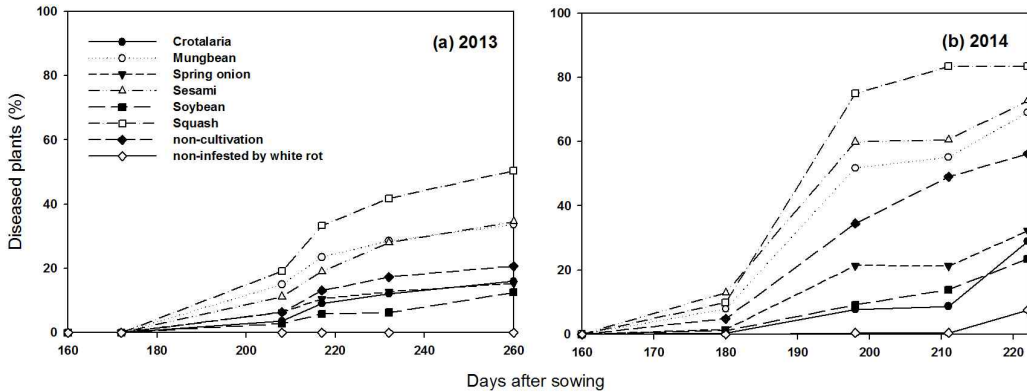 Diseased plants (%)
100
80
60
40
20
0
(a) 2013
Crotalaria
Mungbean
Spring onion
Sesami
Soybean
Squash
non-cultivation
non-infested by white rot
160 180 200 220 240 260
100
80
60
40
20
0
(b) 2014
160 170 180 190 200 210 220
Days after sowing